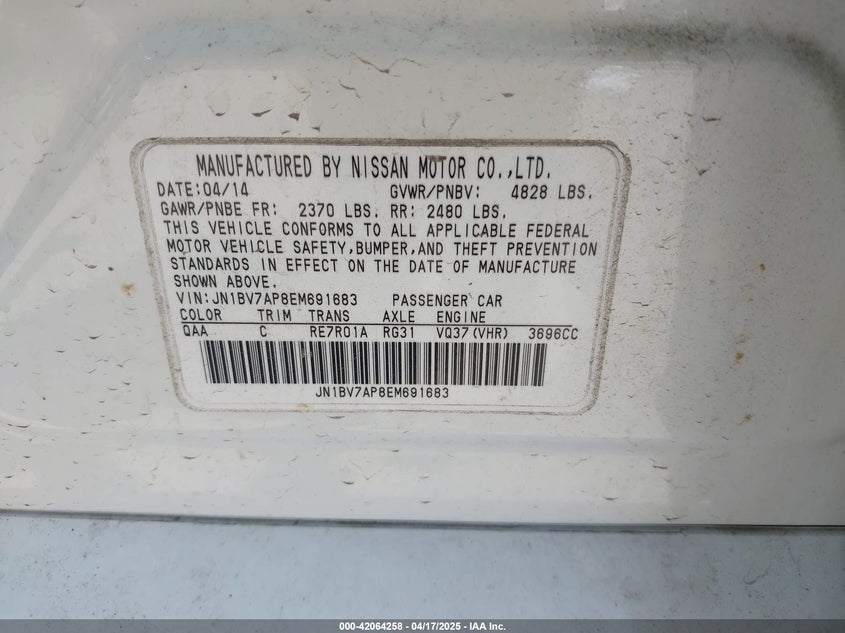 MANUFACTURED BY NISSAN MOTOR CO.,LTD.
DATE:04/14 GVWR/PNBV: 4828 LBS.
GAWR/PNBE FR: 2370 LBS. RR: 2480 LBS.
THIS VEHICLE CONFORMS TO ALL APPLICABLE FEDERAL
MOTOR VEHICLE SAFETY,BUMPER,AND THEFT PREVENTION
STANDARDS IN EFFECT ON THE DATE OF MANUFACTURE
SHOWN ABOVE.
VIN:JN1BV7AP8EM691683 PASSENGER CAR
COLOR TRIM TRANS AXLE ENGINE
QAA C RE7R01A RG31 VQ37(VHR) 3696CC
JN1BV7AP8EM691683
000-42064258 - 04/17/2025 - IAA Inc.